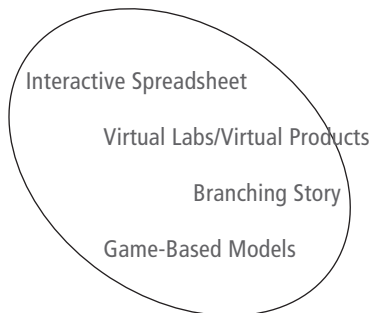 Interactive Spreadsheet
Virtual Labs/Virtual Products
Branching Story
Game-Based Models